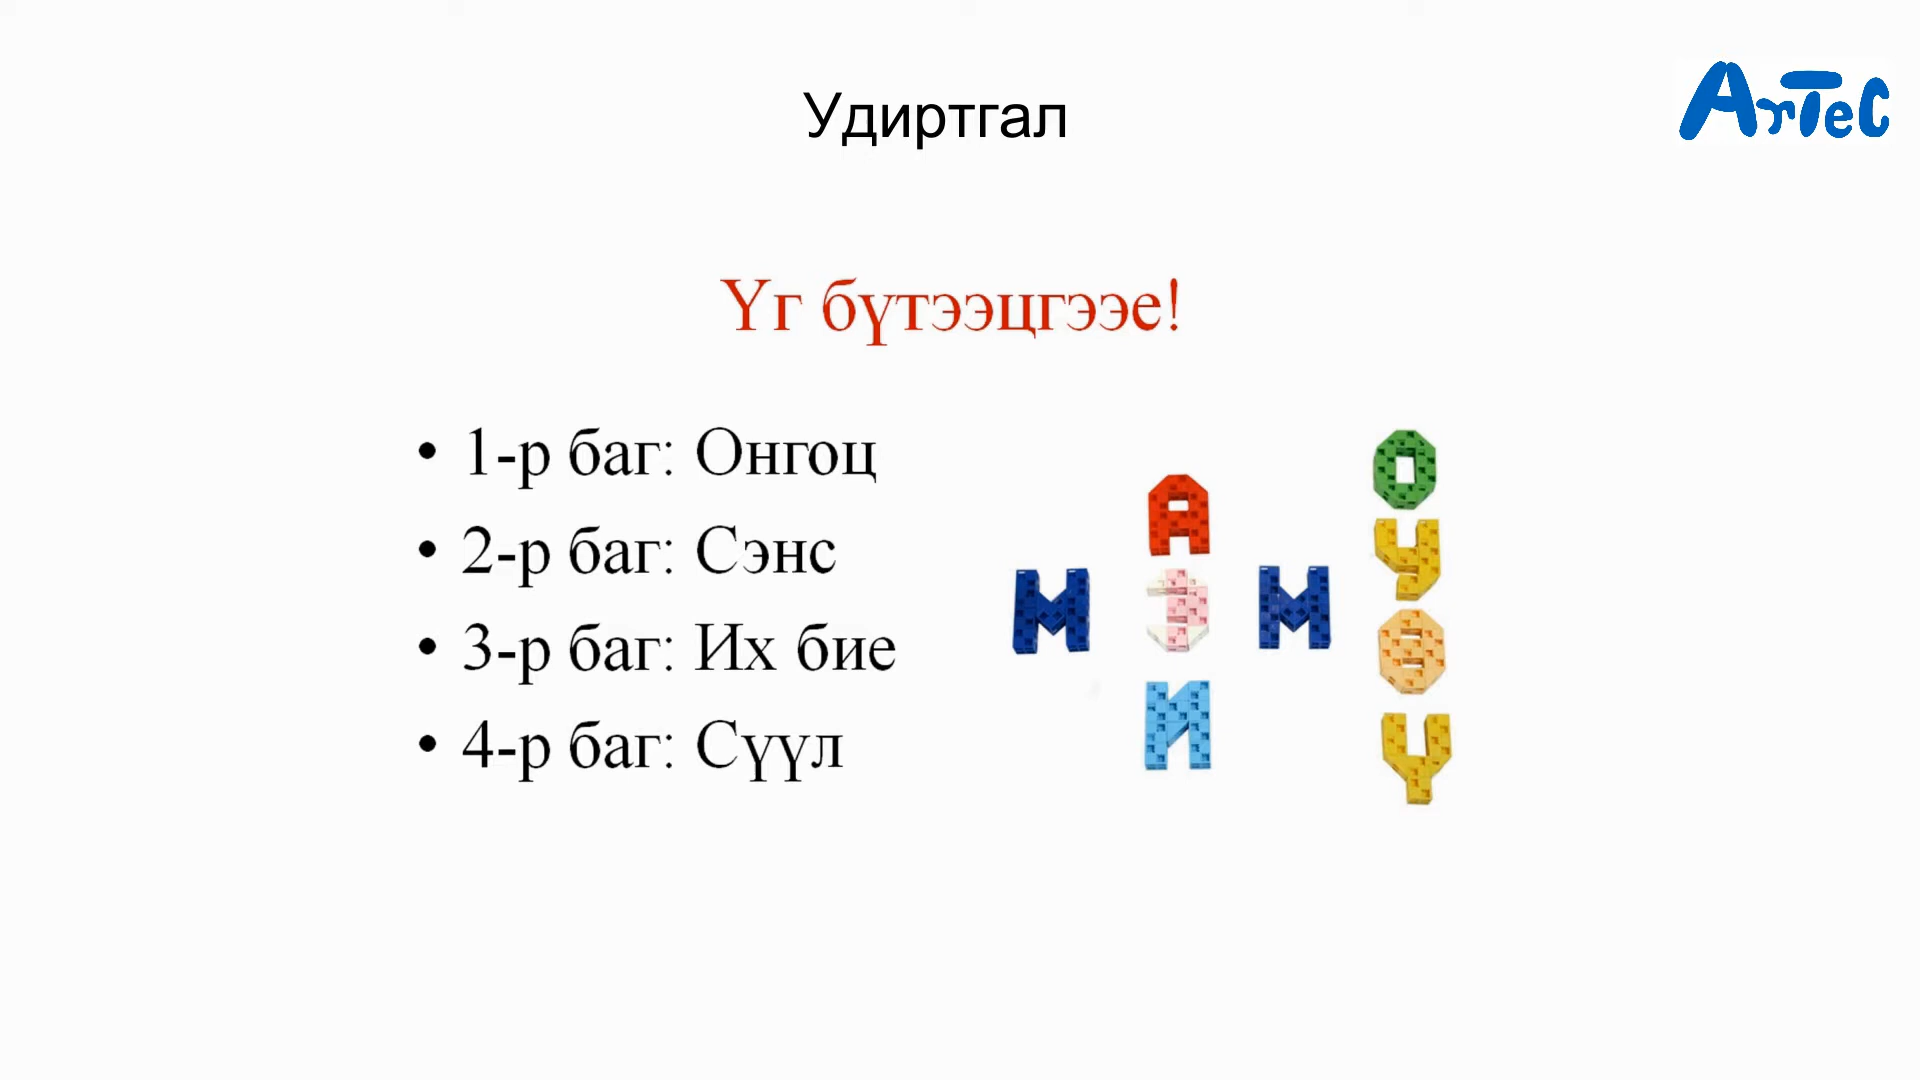 Удиртгал
ArTeC
Үг бүтээцгээе!
• 1-р баг: Онгоц
• 2-р баг: Сэнс
• 3-р баг: Их бие
• 4-р баг: Сүүл
А
М З М
И
О
У
Ө
Ү